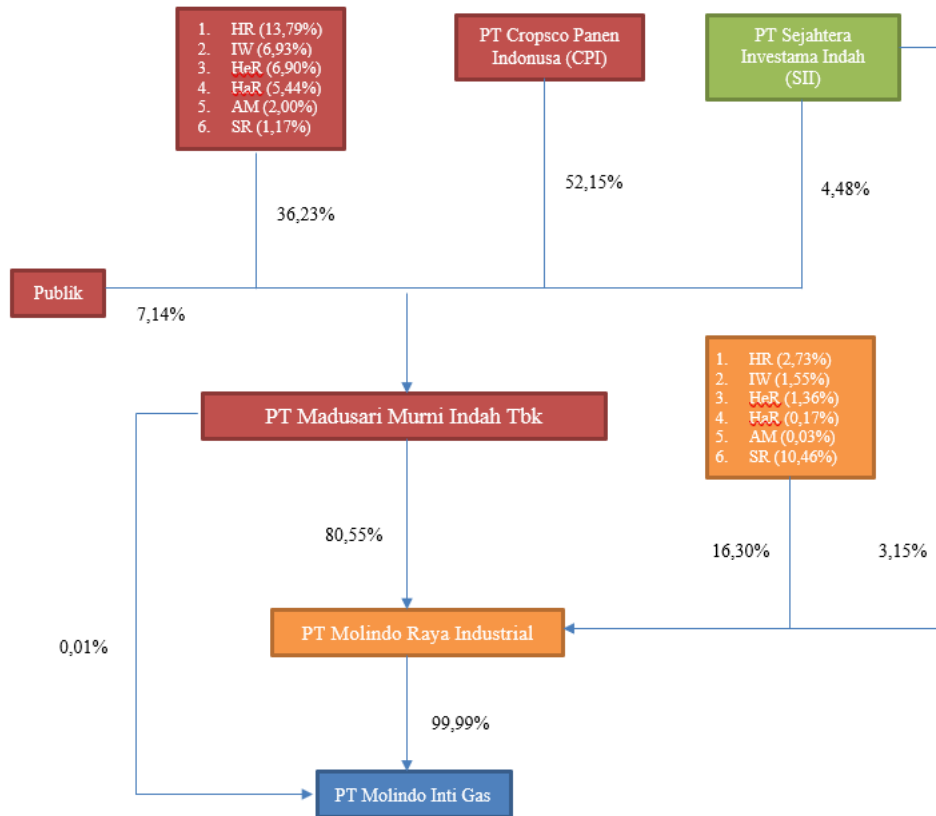 1. HR (13,79%)
2. IW (6,93%)
3. HeR (6,90%)
4. HaR (5,44%)
5. AM (2,00%)
6. SR (1,17%)
PT Cropsco Panen
Indonusa (CPI)
PT Sejahtera
Investama Indah
(SII)
36,23%
52,15%
4,48%
Publik
7,14%
1. HR (2,73%)
2. IW (1,55%)
3. HeR (1,36%)
4. HaR (0,17%)
5. AM (0,03%)
6. SR (10,46%)
PT Madusari Murni Indah Tbk
80,55%
16,30%
3,15%
PT Molindo Raya Industrial
0,01%
99,99%
PT Molindo Inti Gas